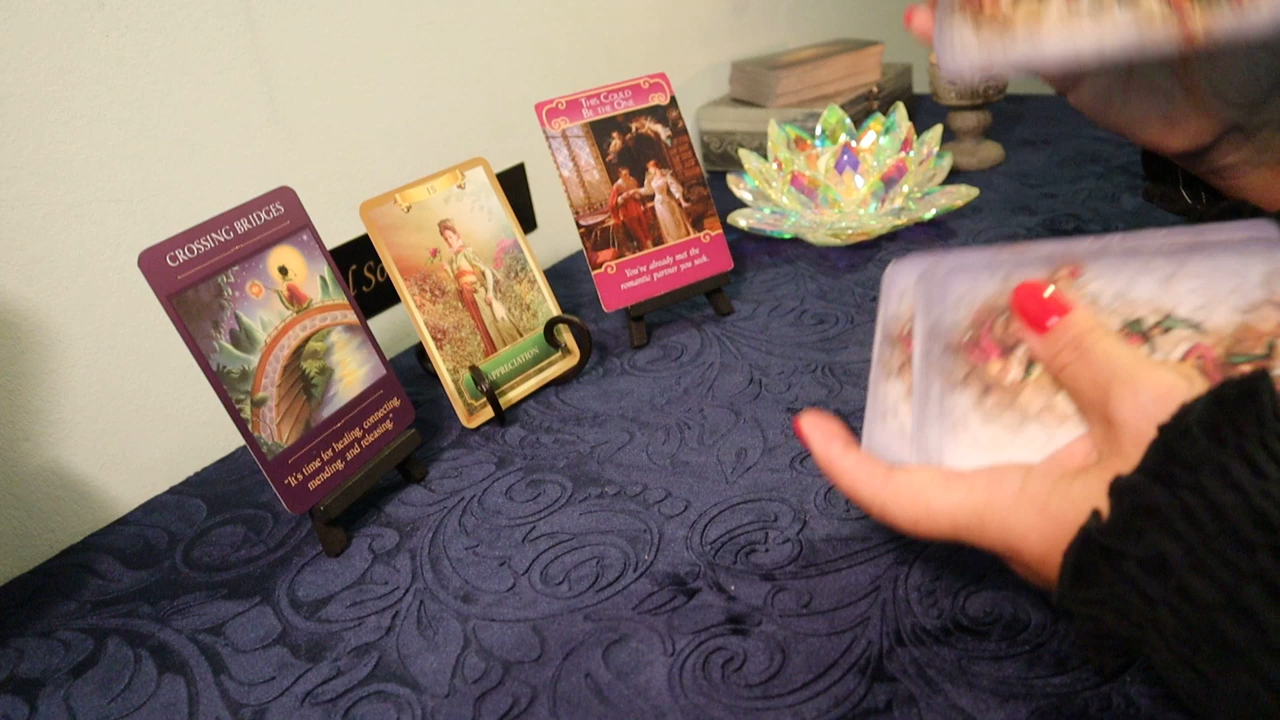 CROSSING BRIDGES
"It's time for healing, connecting,
mending, and releasing"
15
APPRECIATION
THIS COULD
BE THE ONE
You've already met the
romantic partner you seek.